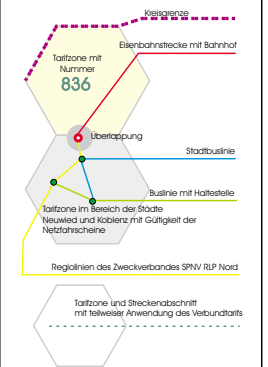 Kreisgrenze
Eisenbahnstrecke mit Bahnhof
Tarifzone mit
Nummer
836
Überlappung
Stadtbuslinie
Buslinie mit Haltestelle
Tarifzone im Bereich der Städte
Neuwied und Koblenz mit Gültigkeit der
Netzfahrscheine
Regiolinien des Zweckverbandes SPNV RLP Nord
Tarifzone und Streckenabschnitt
mit teilweiser Anwendung des Verbundtarifs